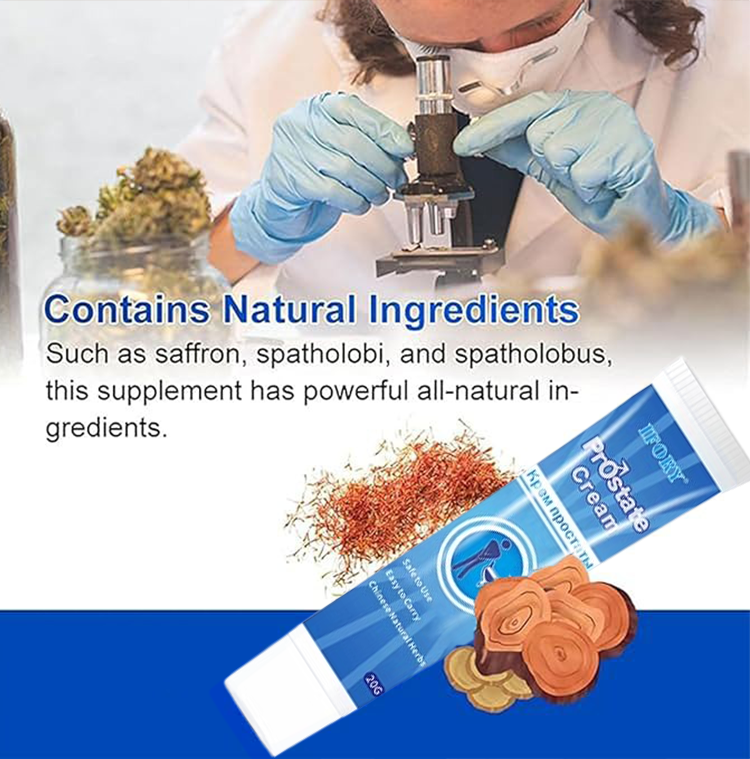 Contains Natural Ingredients
Such as saffron, spatholobi, and spatholobus,
this supplement has powerful all-natural in-
gredients.
IFORY®
PrOstate
Cream
Крем простаты
Safe to Use
Easy to Carry
Chinese Natural Herbs
20G